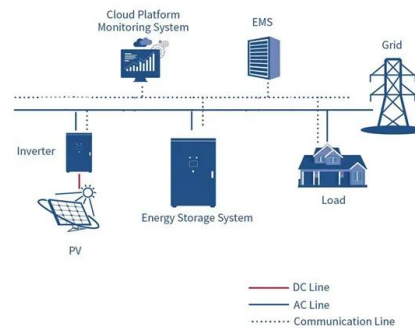 Cloud Platform
Monitoring System
EMS
Grid
Inverter
Energy Storage System
Load
PV
DC Line
AC Line
Communication Line